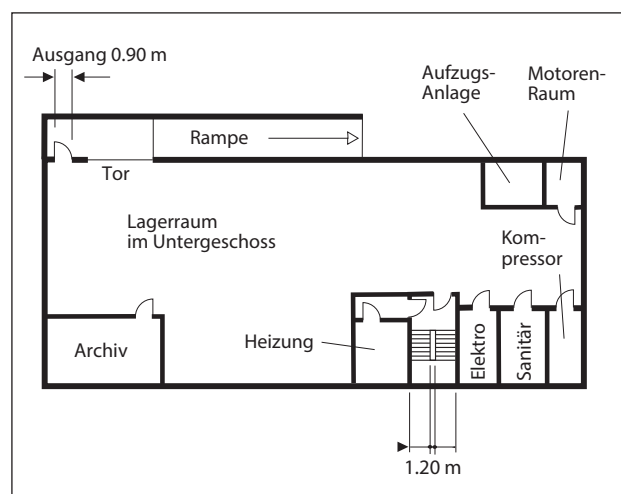 Ausgang 0.90 m
Aufzugs-
Anlage
Motoren-
Raum
Rampe
Tor
Lagerraum
im Untergeschoss
Kom-
pressor
Archiv
Heizung
Elektro
Sanitär
1.20 m